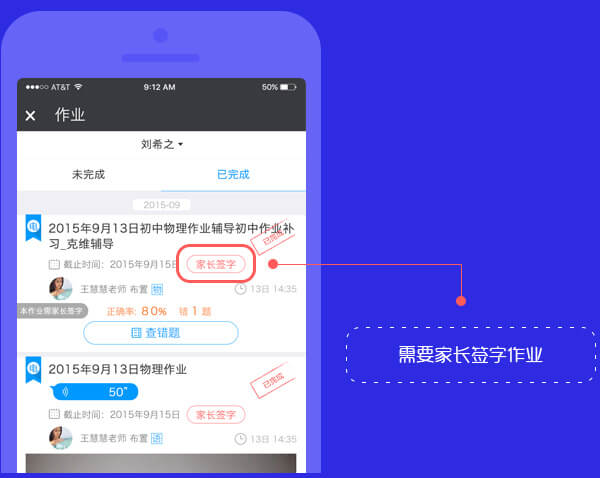 AT&T
9:12 AM
50%
作业
刘希之
未完成
已完成
2015-09
2015年9月13日初中物理作业辅导初中作业补
习_克维辅导
已完成
截止时间: 2015年9月15日
家长签字
王慧慧老师 布置 物
13日 14:35
本作业需家长签字
正确率: 80% 错 1 题
查错题
2015年9月13日物理作业
50"
已完成
截止时间: 2015年9月15日
家长签字
王慧慧老师 布置 语
13日 14:35
需要家长签字作业